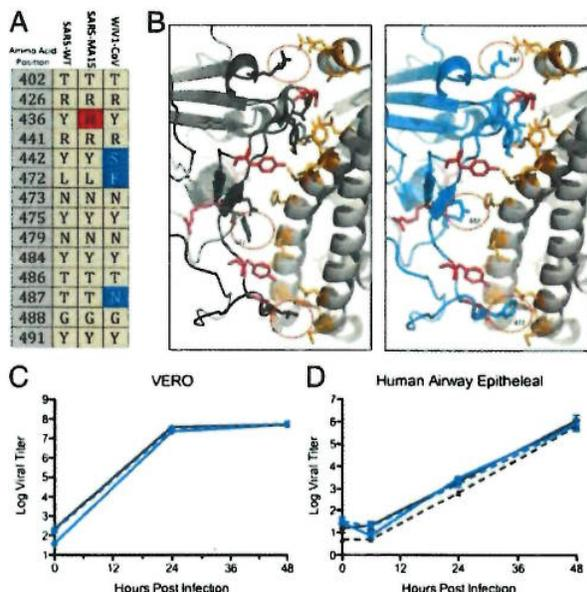 A
B
Amino Acid Position SARS-WT SARS-MA15 WIV1-CoV
402 T T T
426 R R R
436 Y H Y
441 R R R
442 Y Y S
472 L L F
473 N N N
475 Y Y Y
479 N N N
484 Y Y Y
486 T T T
487 T T N
488 G G G
491 Y Y Y
C
VERO
Log Viral Titer
9
8
7
6
5
4
3
2
1
0 12 24 36 48
Hours Post Infection
D
Human Airway Epitheleal
Log Viral Titer
7
6
5
4
3
2
1
0
0 12 24 36 48
Hours Post Infection